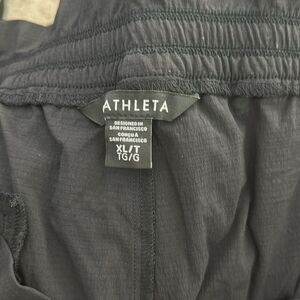 ATHLETA
DESIGNED IN
SAN FRANCISCO
CONÇU À
SAN FRANCISCO
XL/T
TG/G